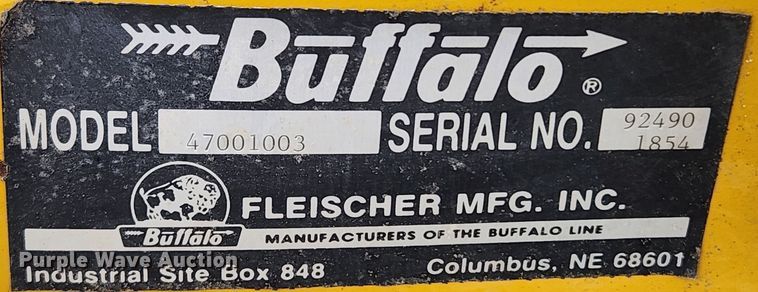 Buffalo ®
MODEL 47001003 SERIAL NO. 92490
1854
FLEISCHER MFG. INC.
Buffalo MANUFACTURERS OF THE BUFFALO LINE
Purple Wave Auction
Industrial Site Box 848 Columbus, NE 68601